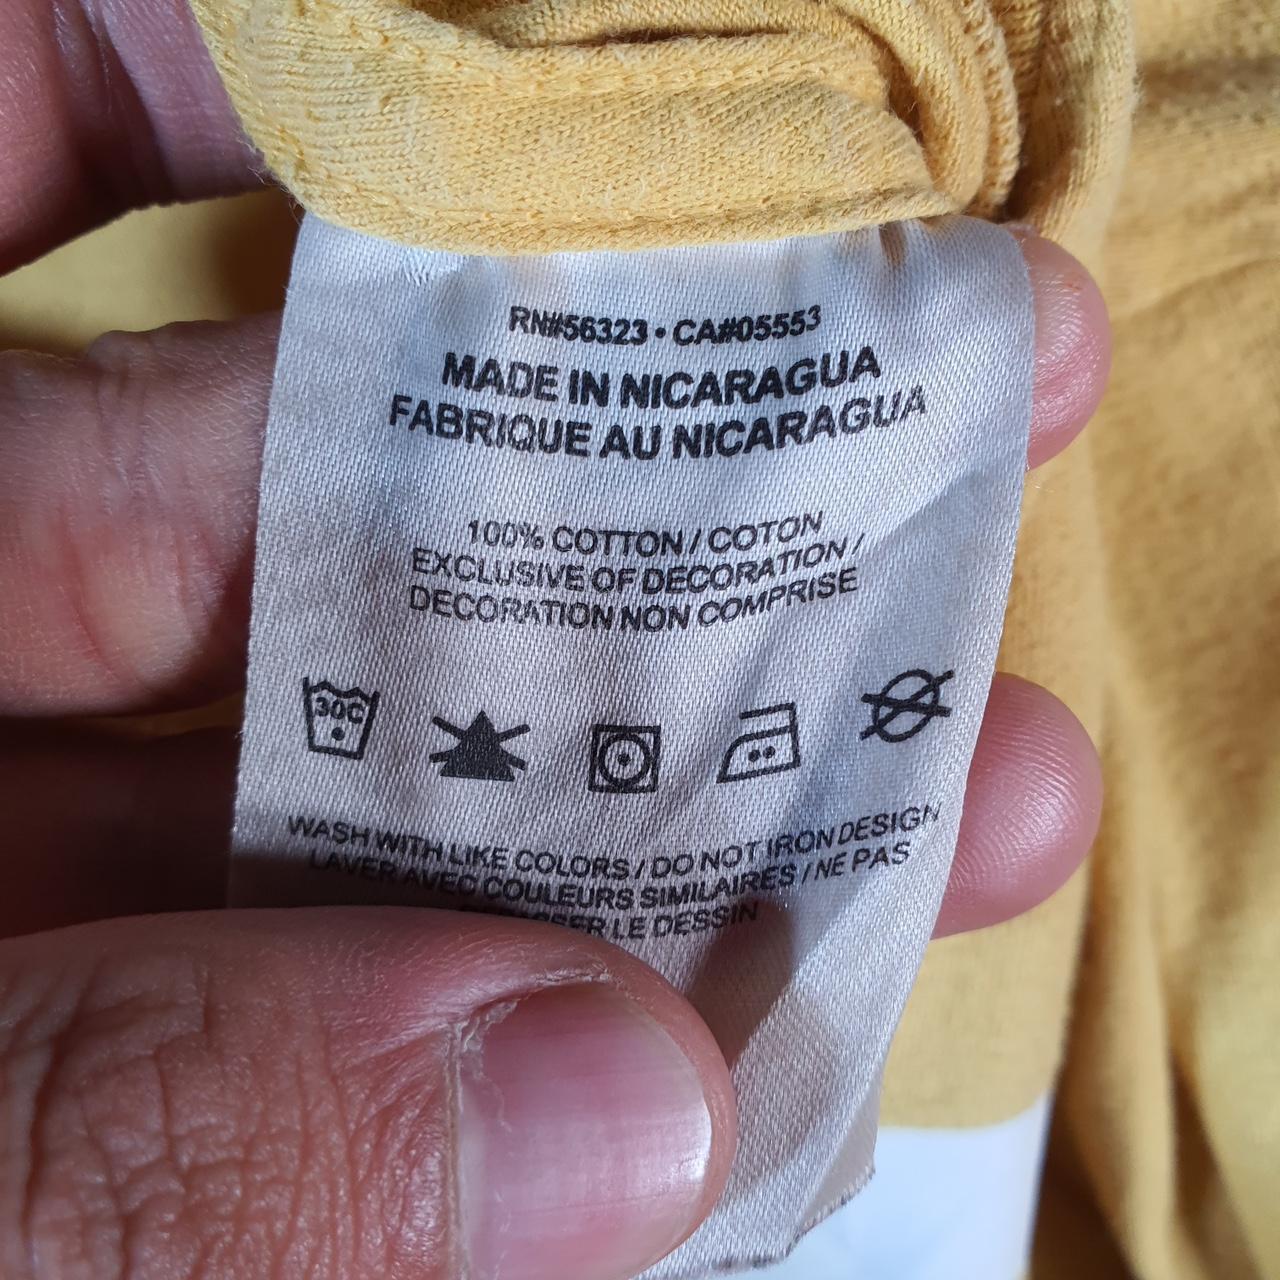 RN#56323 • CA#05553
MADE IN NICARAGUA
FABRIQUE AU NICARAGUA
100% COTTON / COTON
EXCLUSIVE OF DECORATION /
DECORATION NON COMPRISE
30C
WASH WITH LIKE COLORS / DO NOT IRON DESIGN
LAVER AVEC COULEURS SIMILAIRES / NE PAS
LE DESSIN